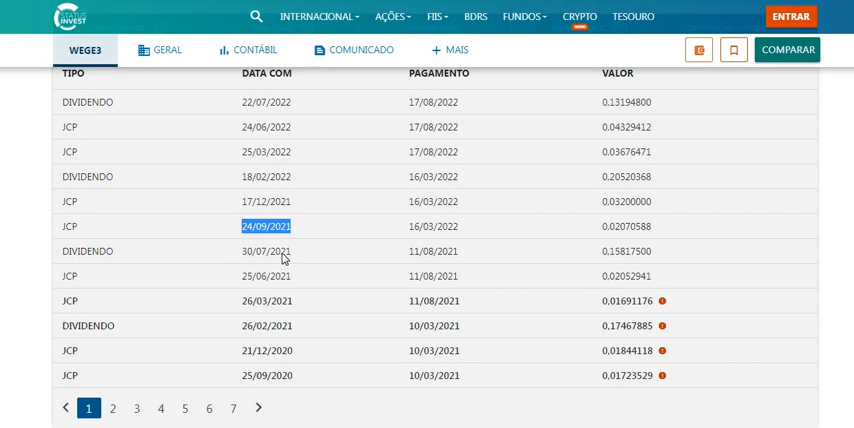 STATUS
INVEST
INTERNACIONAL AÇÕES FIIS BDRS FUNDOS CRYPTO TESOURO ENTRAR
NOVO
WEGE3 GERAL CONTÁBIL COMUNICADO + MAIS COMPARAR
TIPO DATA COM PAGAMENTO VALOR
DIVIDENDO 22/07/2022 17/08/2022 0,13194800
JCP 24/06/2022 17/08/2022 0,04329412
JCP 25/03/2022 17/08/2022 0,03676471
DIVIDENDO 18/02/2022 16/03/2022 0,20520368
JCP 17/12/2021 16/03/2022 0,03200000
JCP 24/09/2021 16/03/2022 0,02070588
DIVIDENDO 30/07/2021 11/08/2021 0,15817500
JCP 25/06/2021 11/08/2021 0,02052941
JCP 26/03/2021 11/08/2021 0,01691176
DIVIDENDO 26/02/2021 10/03/2021 0,17467885
JCP 21/12/2020 10/03/2021 0,01844118
JCP 25/09/2020 10/03/2021 0,01723529
1 2 3 4 5 6 7